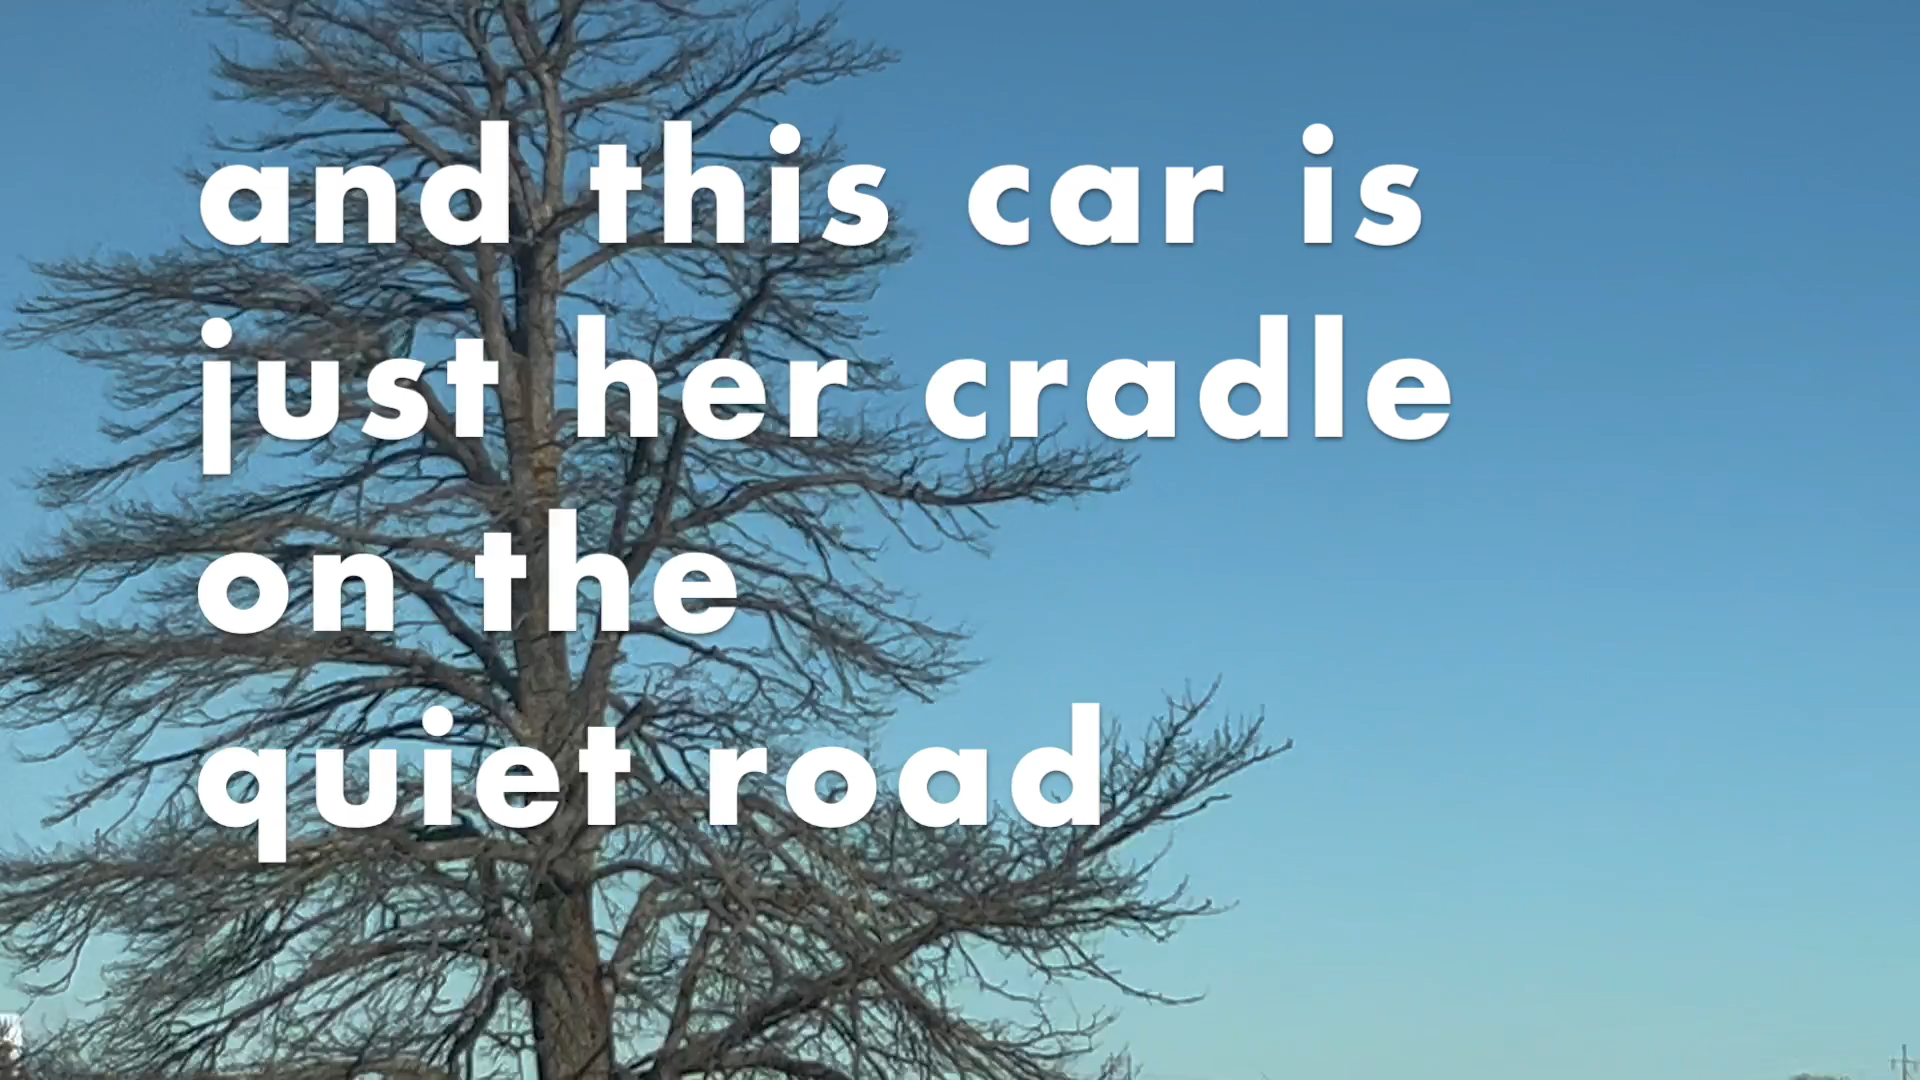 and this car is
just her cradle
on the
quiet road